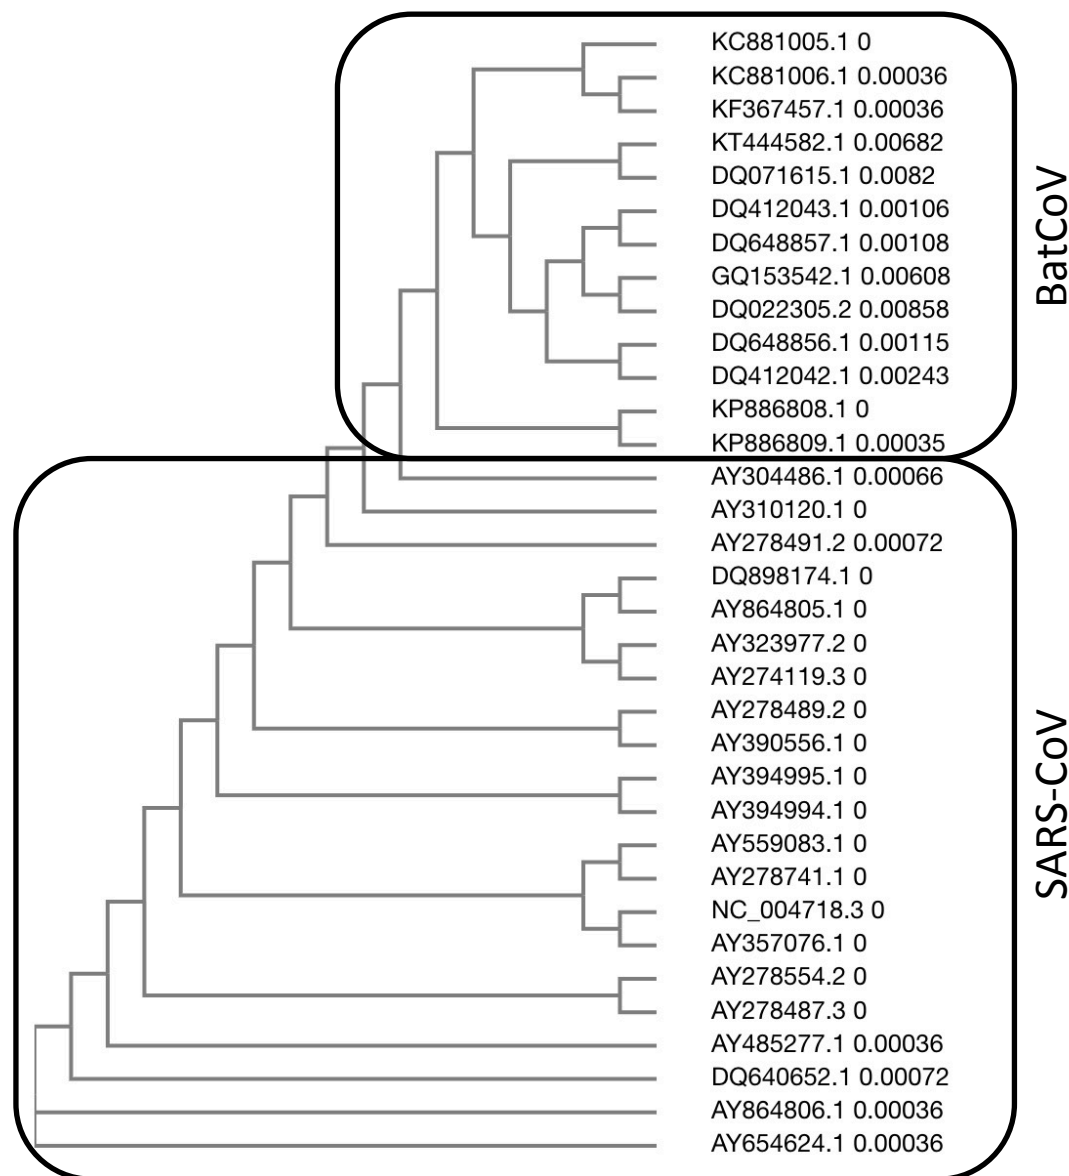 KC881005.1 0
KC881006.1 0.00036
KF367457.1 0.00036
KT444582.1 0.00682
DQ071615.1 0.0082
DQ412043.1 0.00106
DQ648857.1 0.00108
GQ153542.1 0.00608
DQ022305.2 0.00858
DQ648856.1 0.00115
DQ412042.1 0.00243
KP886808.1 0
KP886809.1 0.00035
BatCoV
AY304486.1 0.00066
AY310120.1 0
AY278491.2 0.00072
DQ898174.1 0
AY864805.1 0
AY323977.2 0
AY274119.3 0
AY278489.2 0
AY390556.1 0
AY394995.1 0
AY394994.1 0
AY559083.1 0
AY278741.1 0
NC_004718.3 0
AY357076.1 0
AY278554.2 0
AY278487.3 0
AY485277.1 0.00036
DQ640652.1 0.00072
AY864806.1 0.00036
AY654624.1 0.00036
SARS-CoV